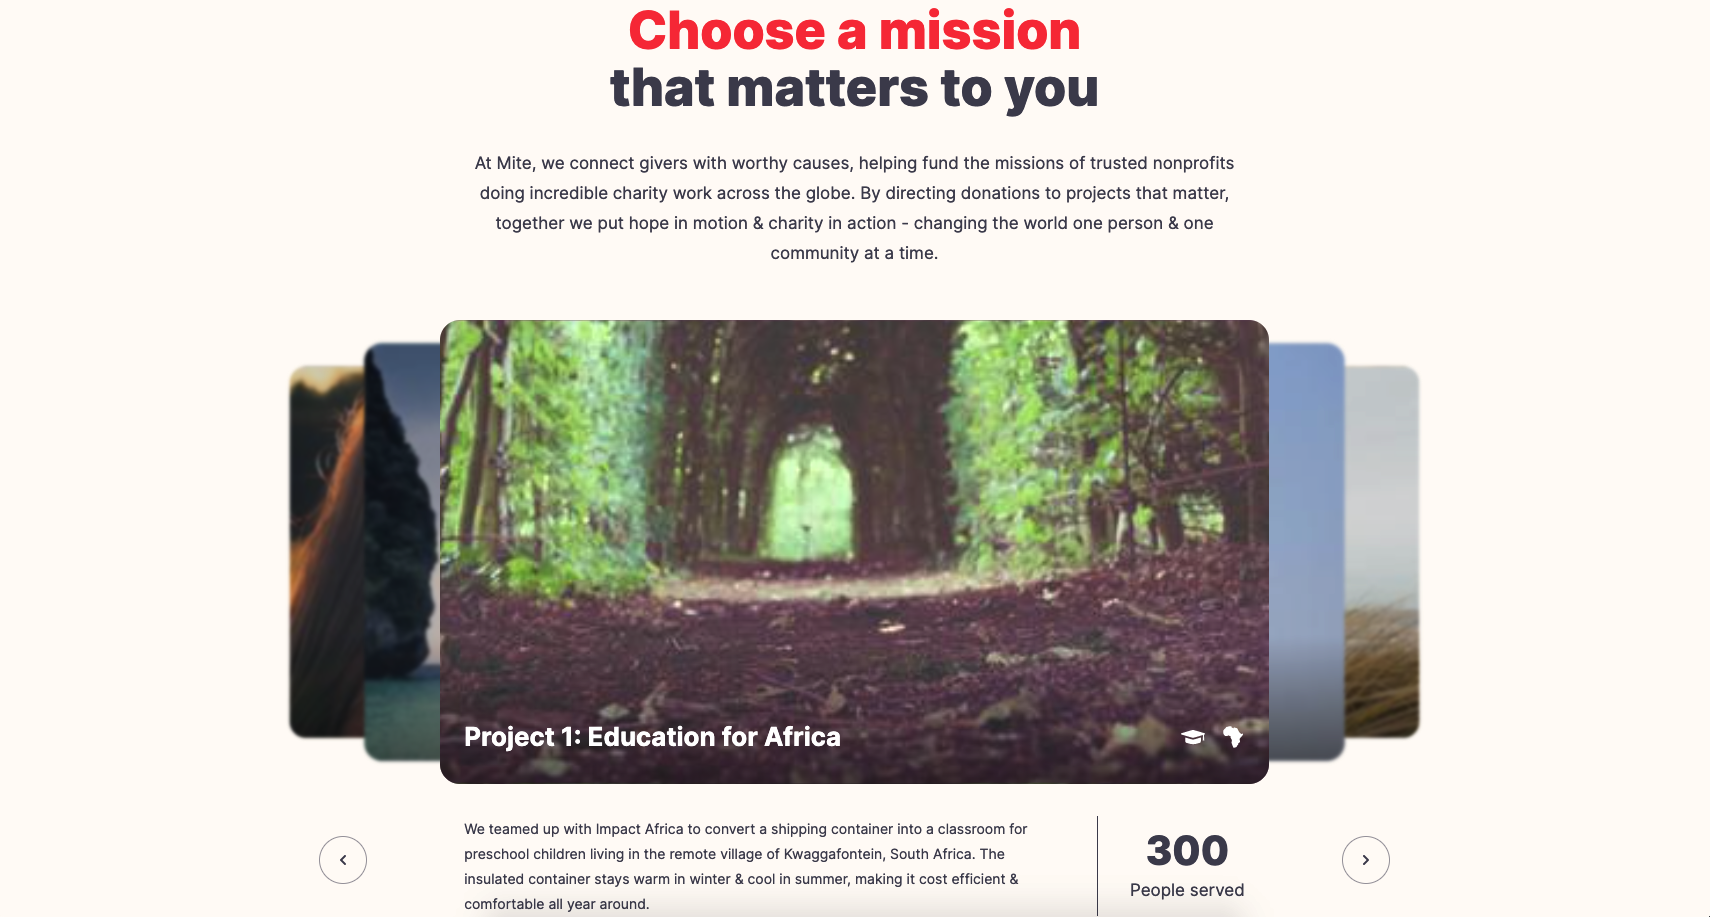 Choose a mission
that matters to you
At Mite, we connect givers with worthy causes, helping fund the missions of trusted nonprofits
doing incredible charity work across the globe. By directing donations to projects that matter,
together we put hope in motion & charity in action - changing the world one person & one
community at a time.
Project 1: Education for Africa
We teamed up with Impact Africa to convert a shipping container into a classroom for
preschool children living in the remote village of Kwaggafontein, South Africa. The
insulated container stays warm in winter & cool in summer, making it cost efficient &
comfortable all year around.
300
People served